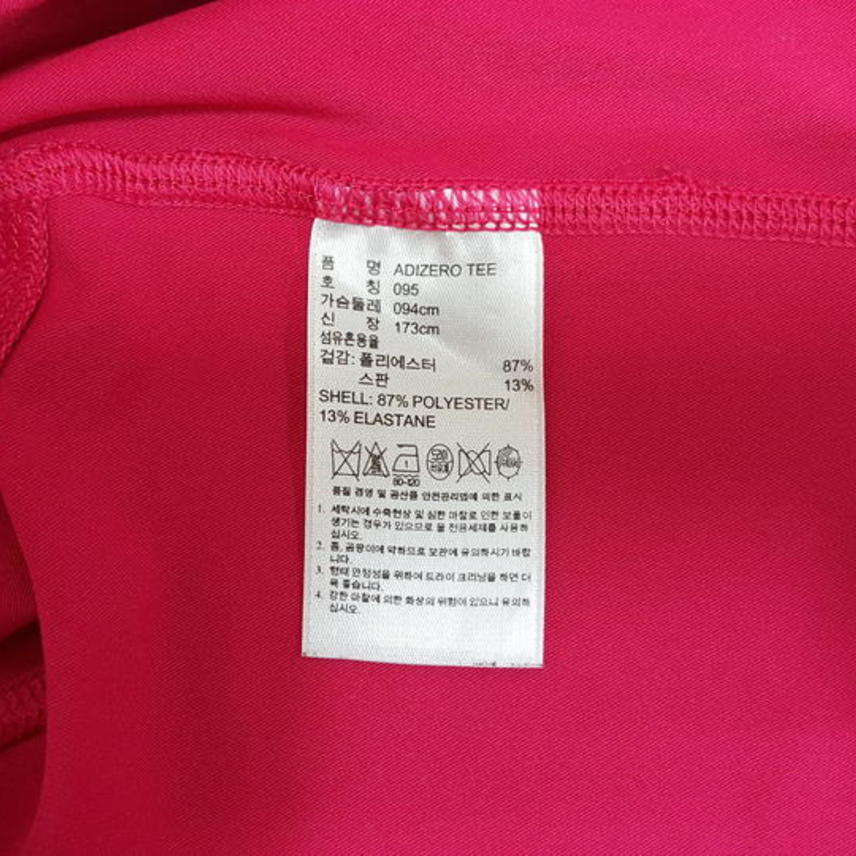 품 명 ADIZERO TEE
호 칭 095
가슴둘레 094cm
신 장 173cm
섬유혼용율
겉감: 폴리에스터 87%
스판 13%
SHELL: 87% POLYESTER/
13% ELASTANE
80-120
품질 경영 및 공산품 안전관리법에 의한 표시
1. 세탁시에 수축현상 및 심한 마찰로 인한 보풀이
생기는 경우가 있으므로 울 전용세제를 사용하
십시오.
2. 좀, 곰팡이에 약하므로 보관에 유의하시기 바랍
니다.
3. 형태 안정성을 위하여 드라이 크리닝을 하면 더
욱 좋습니다.
4. 강한 마찰에 의한 화상의 위험이 있으니 유의하
십시오.